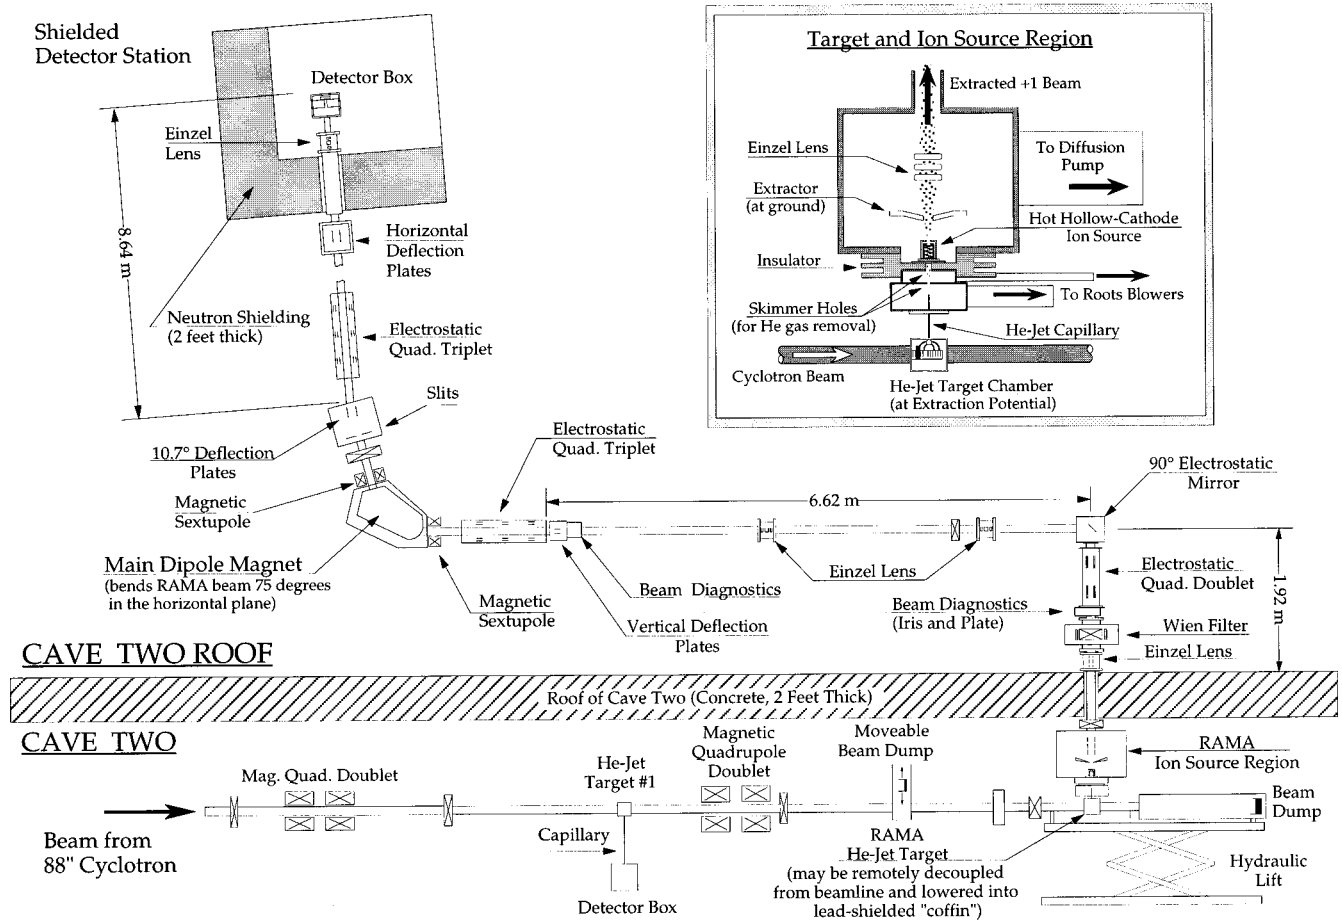 Shielded
Detector Station
Detector Box
Einzel
Lens
8.64 m
Horizontal
Deflection
Plates
Neutron Shielding
(2 feet thick)
Electrostatic
Quad. Triplet
Slits
10.7° Deflection
Plates
Magnetic
Sextupole
Main Dipole Magnet
(bends RAMA beam 75 degrees
in the horizontal plane)
Target and Ion Source Region
Extracted +1 Beam
Einzel Lens
To Diffusion
Pump
Extractor
(at ground)
Hot Hollow-Cathode
Ion Source
Insulator
Skimmer Holes
(for He gas removal)
To Roots Blowers
He-Jet Capillary
Cyclotron Beam
He-Jet Target Chamber
(at Extraction Potential)
Electrostatic
Quad. Triplet
6.62 m
90° Electrostatic
Mirror
Magnetic
Sextupole
Beam Diagnostics
Vertical Deflection
Plates
Einzel Lens
Electrostatic
Quad. Doublet
1.92 m
Beam Diagnostics
(Iris and Plate)
Wien Filter
Einzel Lens
CAVE TWO ROOF
Roof of Cave Two (Concrete, 2 Feet Thick)
CAVE TWO
Mag. Quad. Doublet
He-Jet
Target #1
Magnetic
Quadrupole
Doublet
Moveable
Beam Dump
RAMA
Ion Source Region
Beam
Dump
Beam from
88" Cyclotron
Capillary
Detector Box
RAMA
He-Jet Target
(may be remotely decoupled
from beamline and lowered into
lead-shielded "coffin")
Hydraulic
Lift